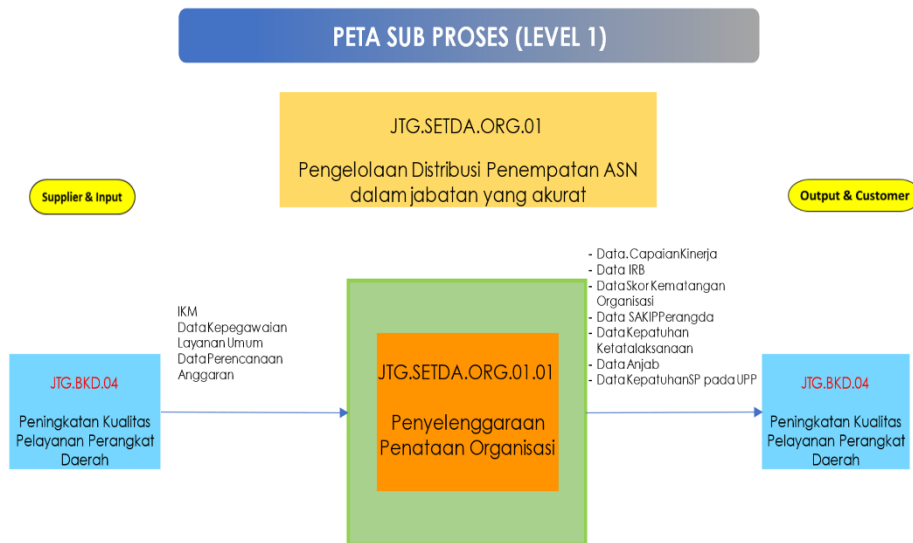 PETA SUB PROSES (LEVEL 1)
JTG.SETDA.ORG.01
Pengelolaan Distribusi Penempatan ASN
dalam jabatan yang akurat
Supplier & Input
Output & Customer
IKM
DataKepegawaian
Layanan Umum
DataPerencanaan
Anggaran
- Data.CapaianKinerja
- Data IRB
- DataSkorKematangan
Organisasi
- Data SAKIPPerangda
- DataKepatuhan
Ketatalaksanaan
- DataAnjab
- DataKepatuhanSP pada UPP
JTG.BKD.04
Peningkatan Kualitas
Pelayanan Perangkat
Daerah
JTG.SETDA.ORG.01.01
Penyelenggaraan
Penataan Organisasi
JTG.BKD.04
Peningkatan Kualitas
Pelayanan Perangkat
Daerah